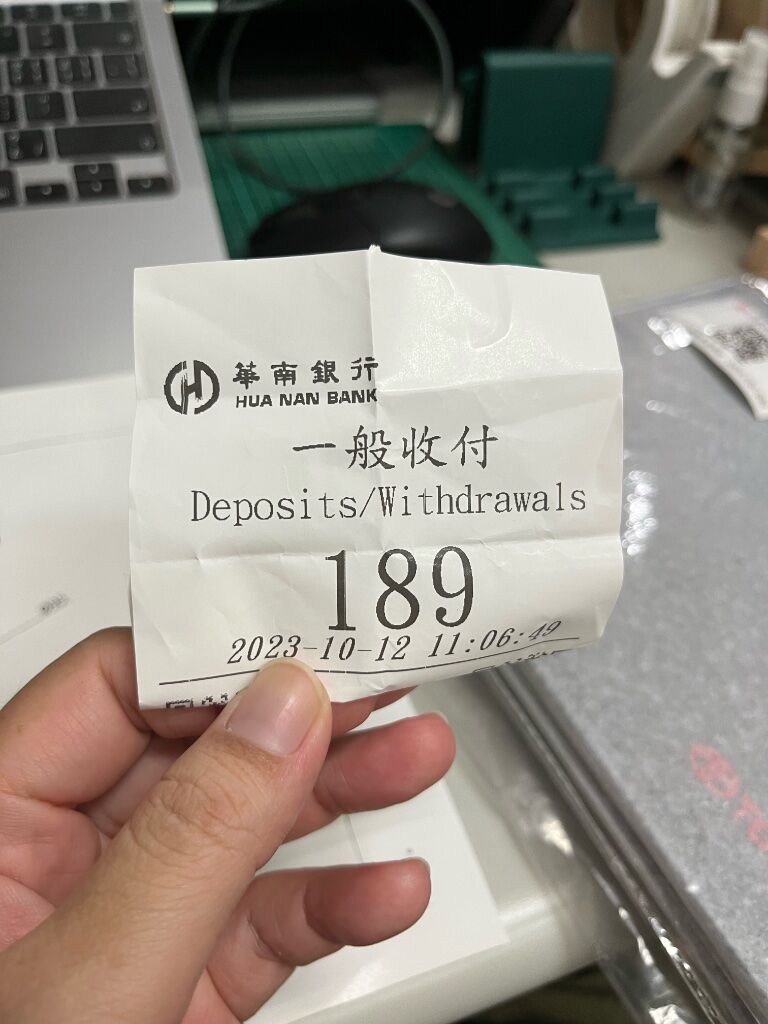 華南銀行
HUA NAN BANK
一般收付
Deposits/Withdrawals
189
2023-10-12 11:06:49